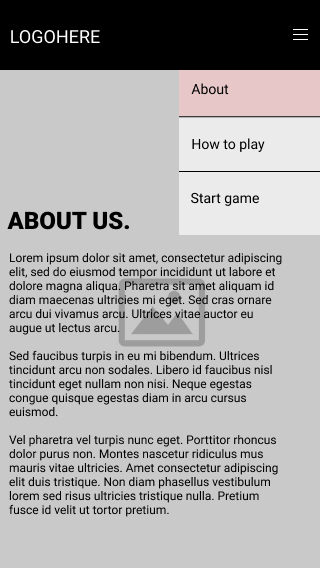 LOGOHERE
About
How to play
Start game
ABOUT US.
Lorem ipsum dolor sit amet, consectetur adipiscing
elit, sed do eiusmod tempor incididunt ut labore et
dolore magna aliqua. Pharetra sit amet aliquam id
diam maecenas ultricies mi eget. Sed cras ornare
arcu dui vivamus arcu. Ultrices vitae auctor eu
augue ut lectus arcu.
Sed faucibus turpis in eu mi bibendum. Ultrices
tincidunt arcu non sodales. Libero id faucibus nisl
tincidunt eget nullam non nisi. Neque egestas
congue quisque egestas diam in arcu cursus
euismod.
Vel pharetra vel turpis nunc eget. Porttitor rhoncus
dolor purus non. Montes nascetur ridiculus mus
mauris vitae ultricies. Amet consectetur adipiscing
elit duis tristique. Non diam phasellus vestibulum
lorem sed risus ultricies tristique nulla. Pretium
fusce id velit ut tortor pretium.